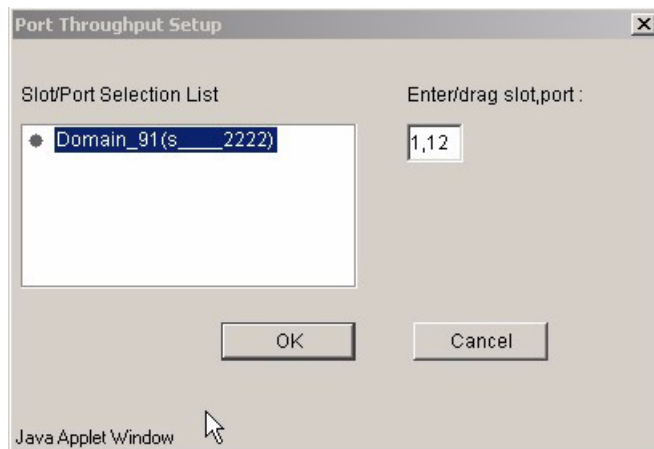 Port Throughput Setup
Slot/Port Selection List
Enter/drag slot,port :
Domain_91(s____2222)
1,12
OK
Cancel
Java Applet Window